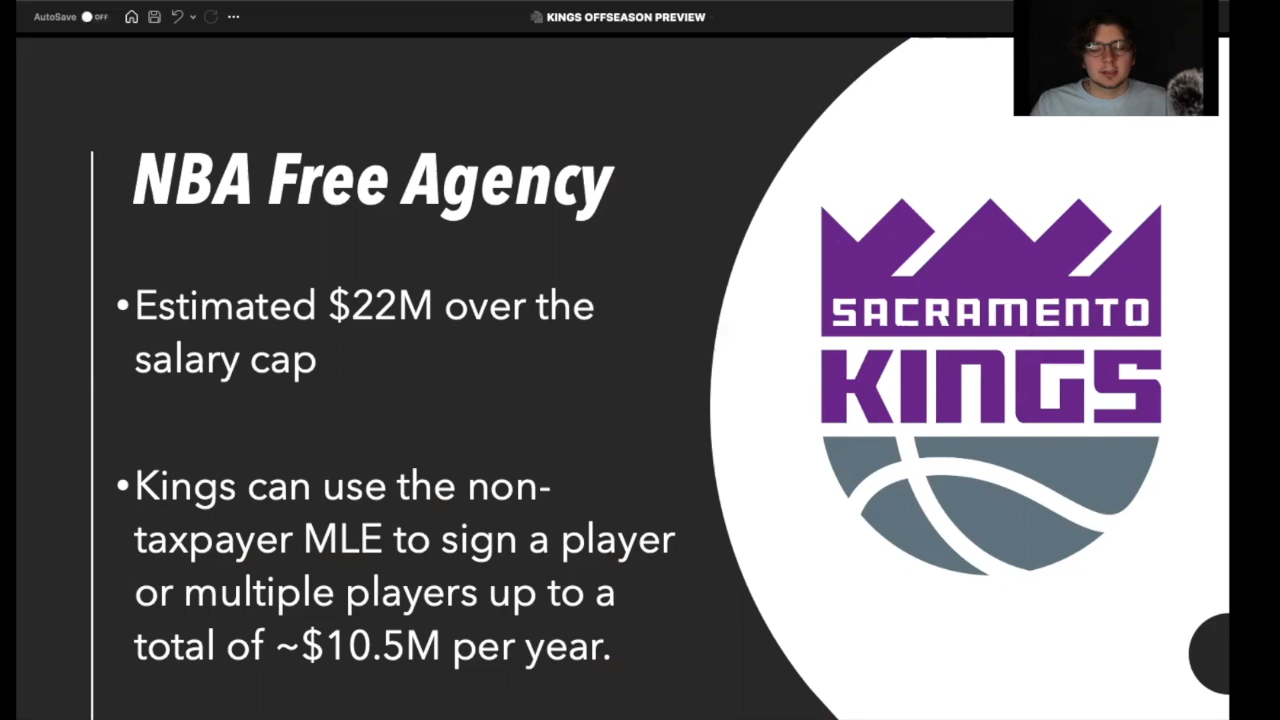 AutoSave OFF
KINGS OFFSEASON PREVIEW
NBA Free Agency
•Estimated $22M over the
salary cap
•Kings can use the non-
taxpayer MLE to sign a player
or multiple players up to a
total of ~$10.5M per year.
SACRAMENTO
KINGS